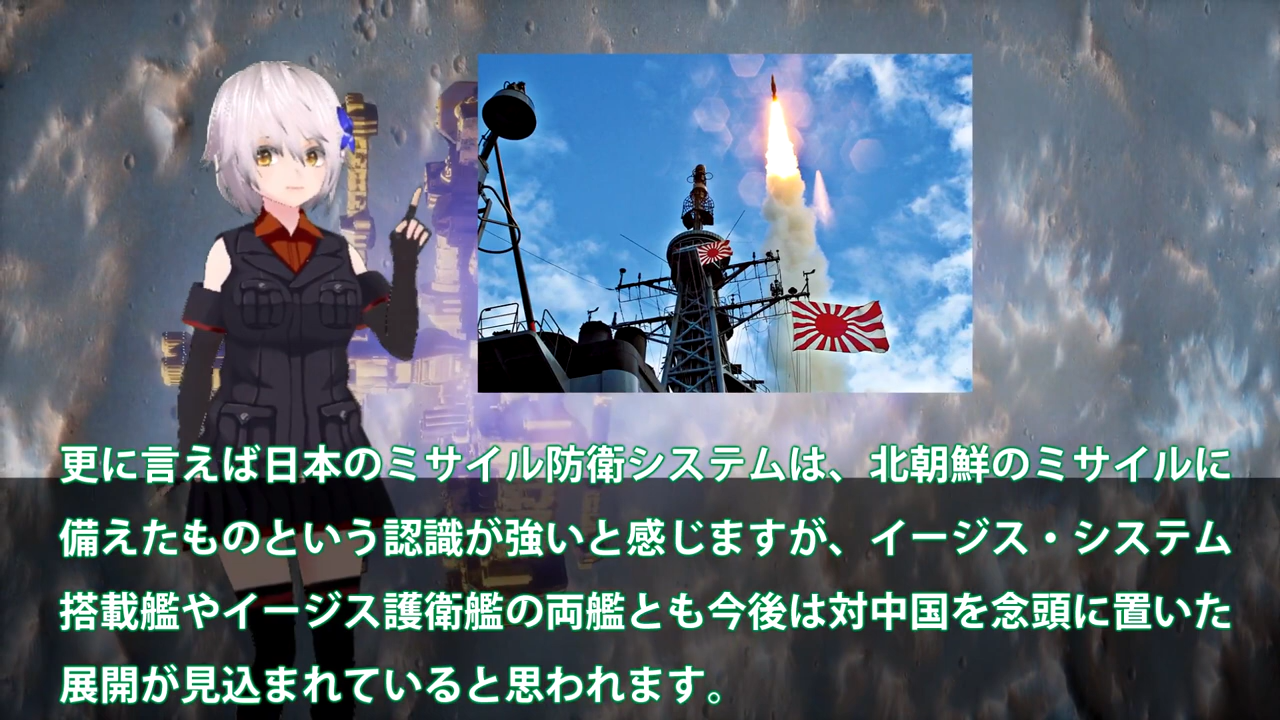 更に言えば日本のミサイル防衛システムは、北朝鮮のミサイルに
備えたものという認識が強いと感じますが、イージス・システム
搭載艦やイージス護衛艦の両艦とも今後は対中国を念頭に置いた
展開が見込まれていると思われます。